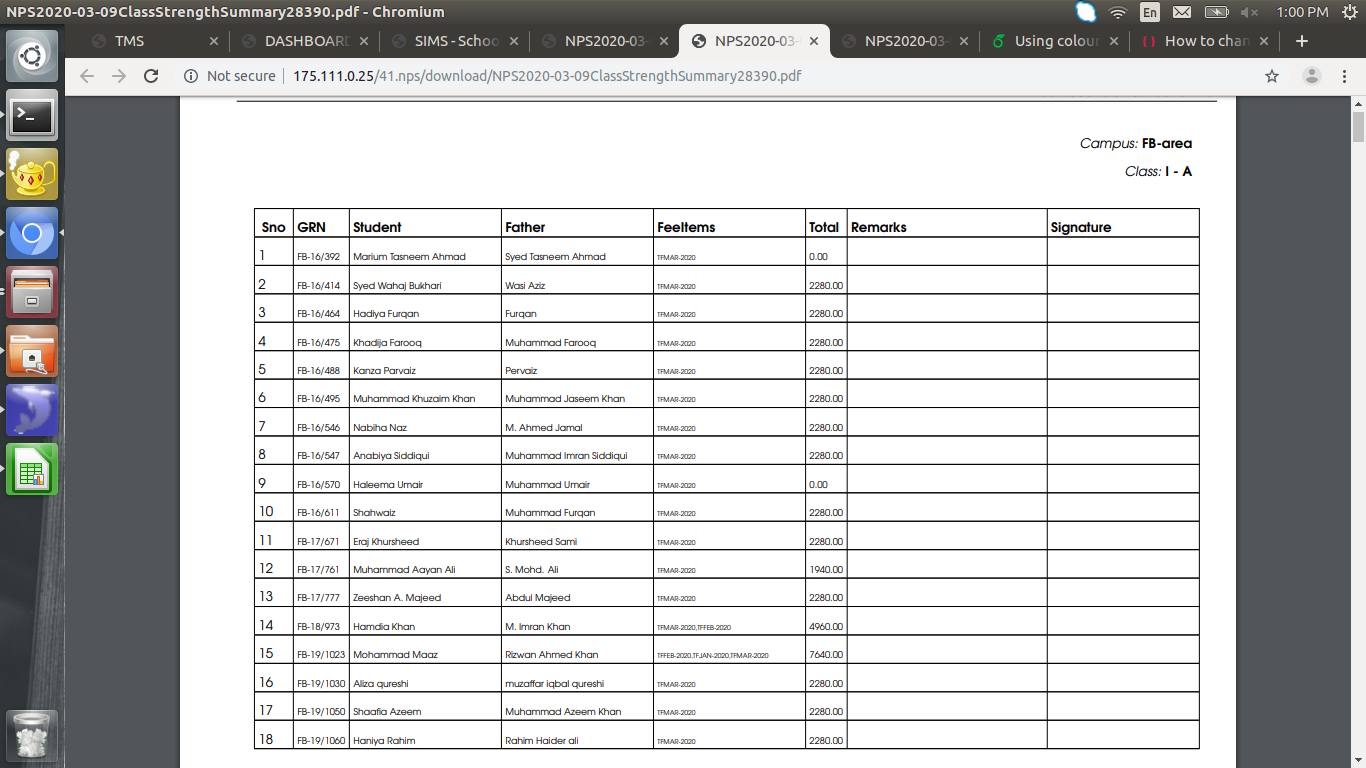 NPS2020-03-09ClassStrengthSummary28390.pdf - Chromium
En
1:00 PM
TMS
DASHBOARD
SIMS - Schoo
NPS2020-03-
NPS2020-03-
NPS2020-03-
Using colou
How to chan
Not secure
175.111.0.25/41.nps/download/NPS2020-03-09ClassStrengthSummary28390.pdf
Campus: FB-area
Class: I - A
Sno GRN Student Father FeeItems Total Remarks Signature
1 FB-16/392 Marium Tasneem Ahmad Syed Tasneem Ahmad TFMAR-2020 0.00
2 FB-16/414 Syed Wahaj Bukhari Wasi Aziz TFMAR-2020 2280.00
3 FB-16/464 Hadiya Furqan Furqan TFMAR-2020 2280.00
4 FB-16/475 Khadija Farooq Muhammad Farooq TFMAR-2020 2280.00
5 FB-16/488 Kanza Parvaiz Pervaiz TFMAR-2020 2280.00
6 FB-16/495 Muhammad Khuzaim Khan Muhammad Jaseem Khan TFMAR-2020 2280.00
7 FB-16/546 Nabiha Naz M. Ahmed Jamal TFMAR-2020 2280.00
8 FB-16/547 Anabiya Siddiqui Muhammad Imran Siddiqui TFMAR-2020 2280.00
9 FB-16/570 Haleema Umair Muhammad Umair TFMAR-2020 0.00
10 FB-16/611 Shahwaiz Muhammad Furqan TFMAR-2020 2280.00
11 FB-17/671 Eraj Khursheed Khursheed Sami TFMAR-2020 2280.00
12 FB-17/761 Muhammad Aayan Ali S. Mohd. Ali TFMAR-2020 1940.00
13 FB-17/777 Zeeshan A. Majeed Abdul Majeed TFMAR-2020 2280.00
14 FB-18/973 Hamdia Khan M. Imran Khan TFMAR-2020,TFFEB-2020 4960.00
15 FB-19/1023 Mohammad Maaz Rizwan Ahmed Khan TFFEB-2020,TFJAN-2020,TFMAR-2020 7640.00
16 FB-19/1030 Aliza qureshi muzaffar iqbal qureshi TFMAR-2020 2280.00
17 FB-19/1050 Shaafia Azeem Muhammad Azeem Khan TFMAR-2020 2280.00
18 FB-19/1060 Haniya Rahim Rahim Haider ali TFMAR-2020 2280.00